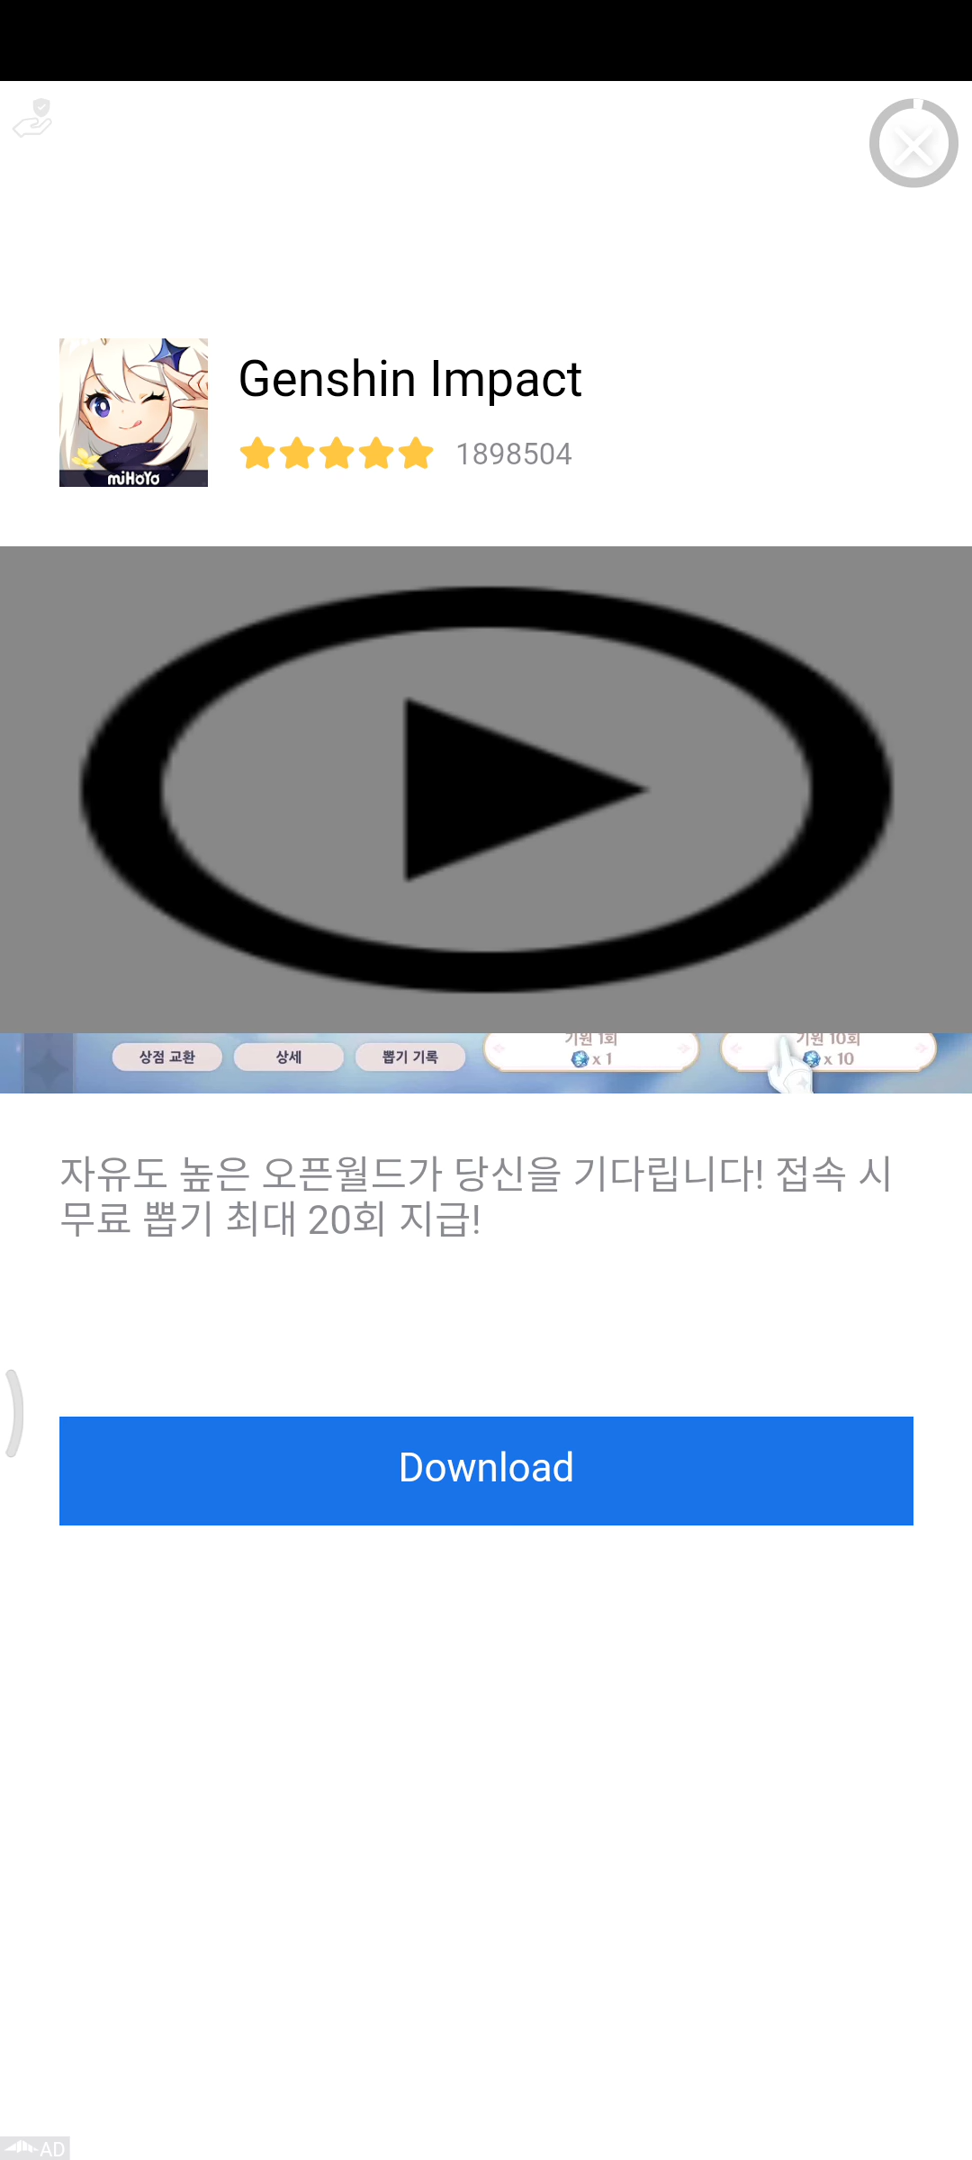 miHoYo
Genshin Impact
1898504
상점 교환
상세
뽑기 기록
기원 1회
x 1
기원 10회
x 10
자유도 높은 오픈월드가 당신을 기다립니다! 접속 시
무료 뽑기 최대 20회 지급!
Download
AD